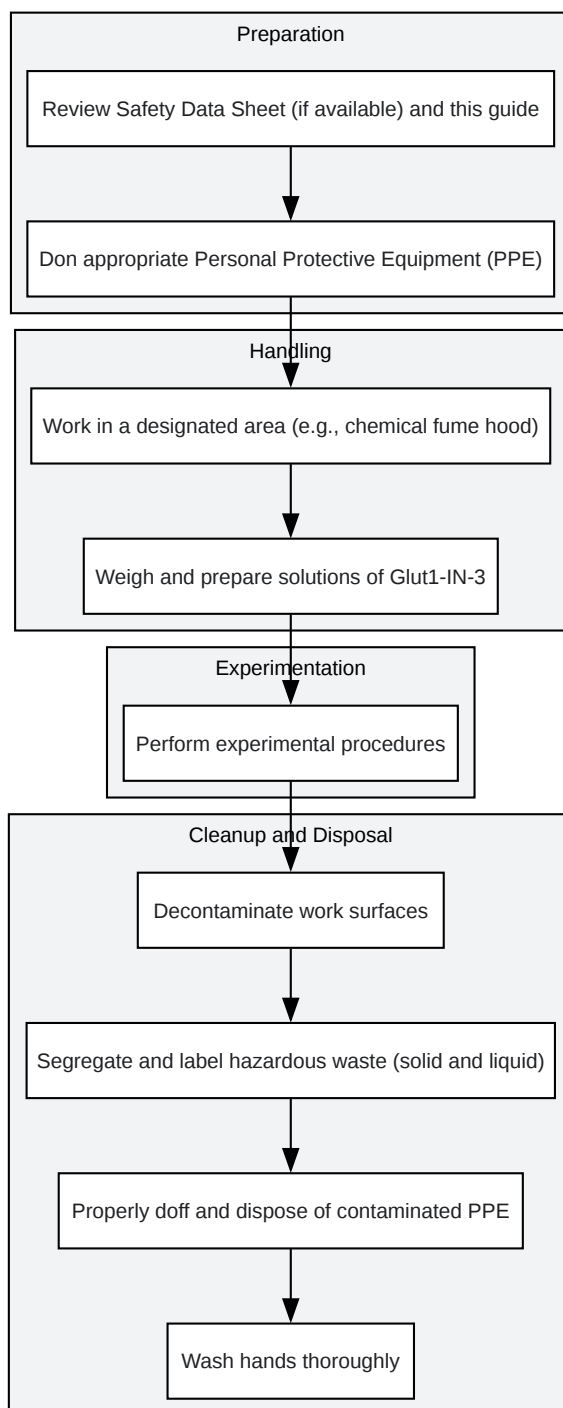 Preparation
Review Safety Data Sheet (if available) and this guide
Don appropriate Personal Protective Equipment (PPE)
Handling
Work in a designated area (e.g., chemical fume hood)
Weigh and prepare solutions of Glut1-IN-3
Experimentation
Perform experimental procedures
Cleanup and Disposal
Decontaminate work surfaces
Segregate and label hazardous waste (solid and liquid)
Properly doff and dispose of contaminated PPE
Wash hands thoroughly